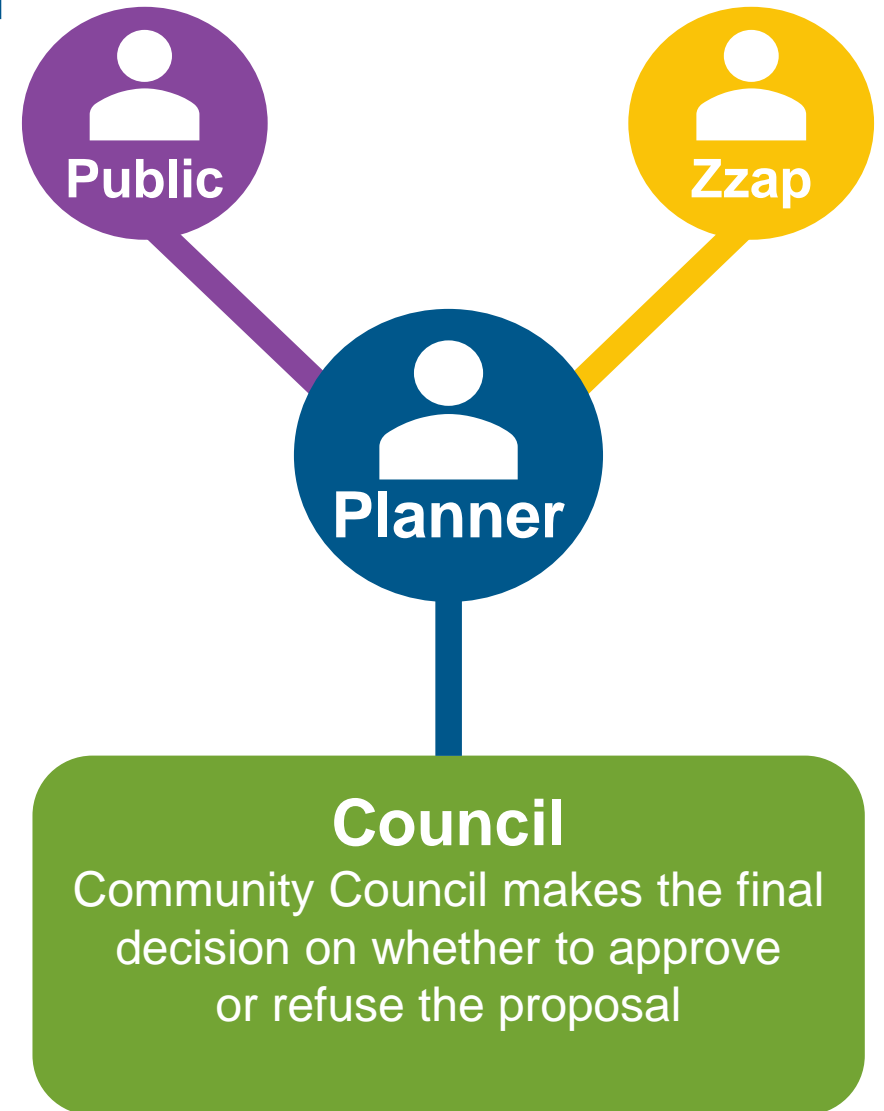 Public
Zzap
Planner
Council
Community Council makes the final
decision on whether to approve
or refuse the proposal